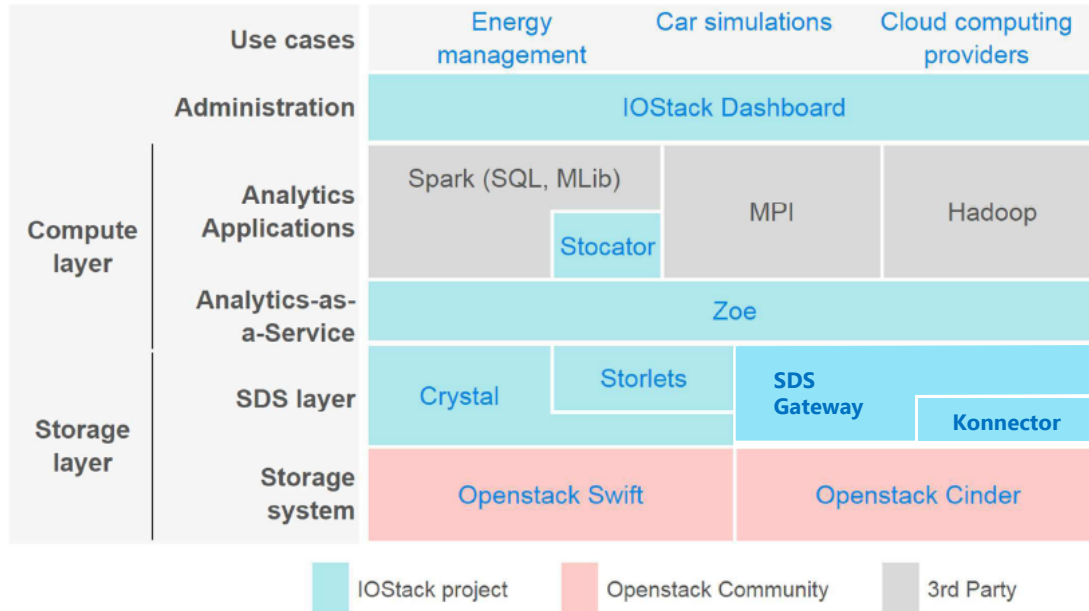 Use cases
Energy
management
Car simulations
Cloud computing
providers
Administration
IOStack Dashboard
Compute
layer
Analytics
Applications
Spark (SQL, MLib)
Stocator
MPI
Hadoop
Analytics-as-
a-Service
Zoe
Storage
layer
SDS layer
Crystal
Storlets
SDS
Gateway
Konnector
Storage
system
Openstack Swift
Openstack Cinder
IOStack project
Openstack Community
3rd Party